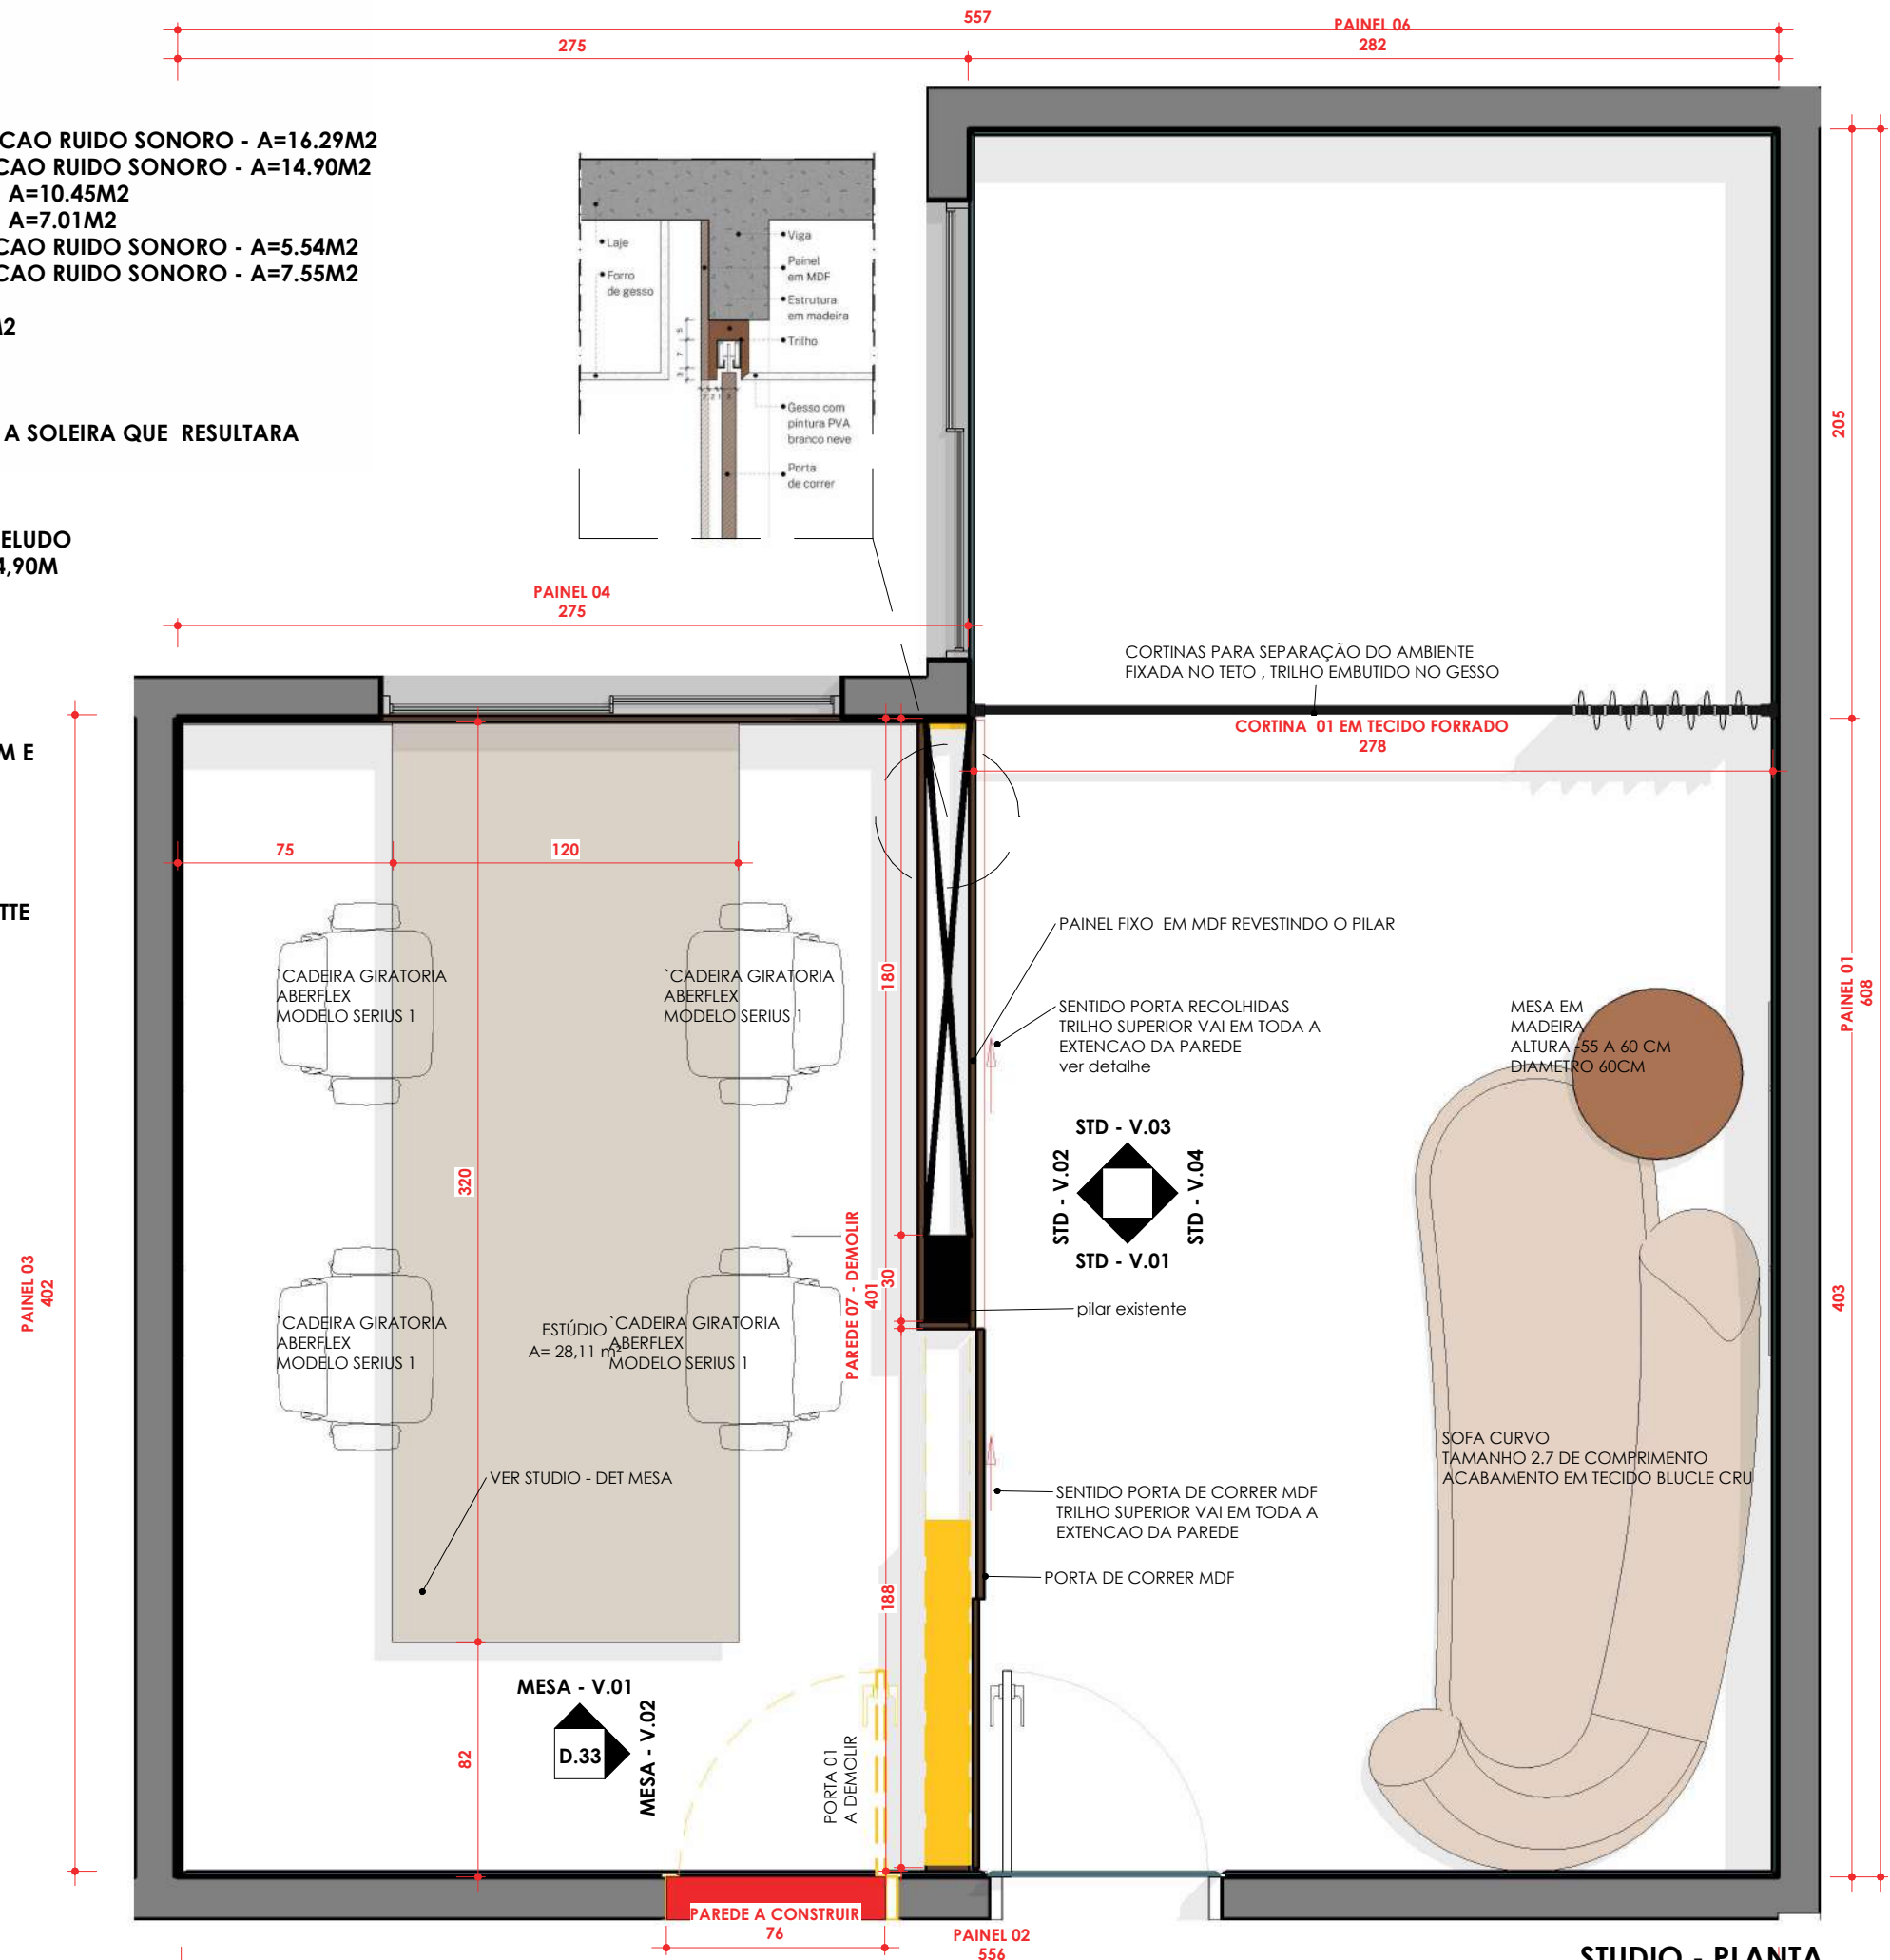 557
PAINEL 06
275
282
CAO RUIDO SONORO - A=16.29M2
CAO RUIDO SONORO - A=14.90M2
A=10.45M2
A=7.01M2
CAO RUIDO SONORO - A=5.54M2
CAO RUIDO SONORO - A=7.55M2
A SOLEIRA QUE RESULTARA
ELUDO
4,90M
M E
TTE
Laje
Forro
de gesso
Viga
Painel
em MDF
Estrutura
em madeira
Trilho
5
7
3
Gesso com
pintura PVA
branco neve
Porta
de correr
205
PAINEL 04
275
CORTINAS PARA SEPARAÇÃO DO AMBIENTE
FIXADA NO TETO , TRILHO EMBUTIDO NO GESSO
CORTINA 01 EM TECIDO FORRADO
278
75
120
PAINEL FIXO EM MDF REVESTINDO O PILAR
`CADEIRA GIRATORIA
ABERFLEX
MODELO SERIUS 1
`CADEIRA GIRATORIA
ABERFLEX
MODELO SERIUS 1
180
SENTIDO PORTA RECOLHIDAS
TRILHO SUPERIOR VAI EM TODA A
EXTENCAO DA PAREDE
ver detalhe
MESA EM
MADEIRA
ALTURA -55 A 60 CM
DIAMETRO 60CM
PAINEL 01
608
STD - V.03
STD - V.02
STD - V.04
STD - V.01
320
PAREDE 07 - DEMOLIR
401
30
PAINEL 03
402
403
pilar existente
`CADEIRA GIRATORIA
ABERFLEX
MODELO SERIUS 1
ESTÚDIO
A= 28,11 m²
`CADEIRA GIRATORIA
ABERFLEX
MODELO SERIUS 1
VER STUDIO - DET MESA
SOFA CURVO
TAMANHO 2.7 DE COMPRIMENTO
ACABAMENTO EM TECIDO BLUCLE CRU
SENTIDO PORTA DE CORRER MDF
TRILHO SUPERIOR VAI EM TODA A
EXTENCAO DA PAREDE
PORTA DE CORRER MDF
188
MESA - V.01
MESA - V.02
D.33
82
PORTA 01
A DEMOLIR
PAREDE A CONSTRUIR
76
PAINEL 02
556
STUDIO - PLANTA